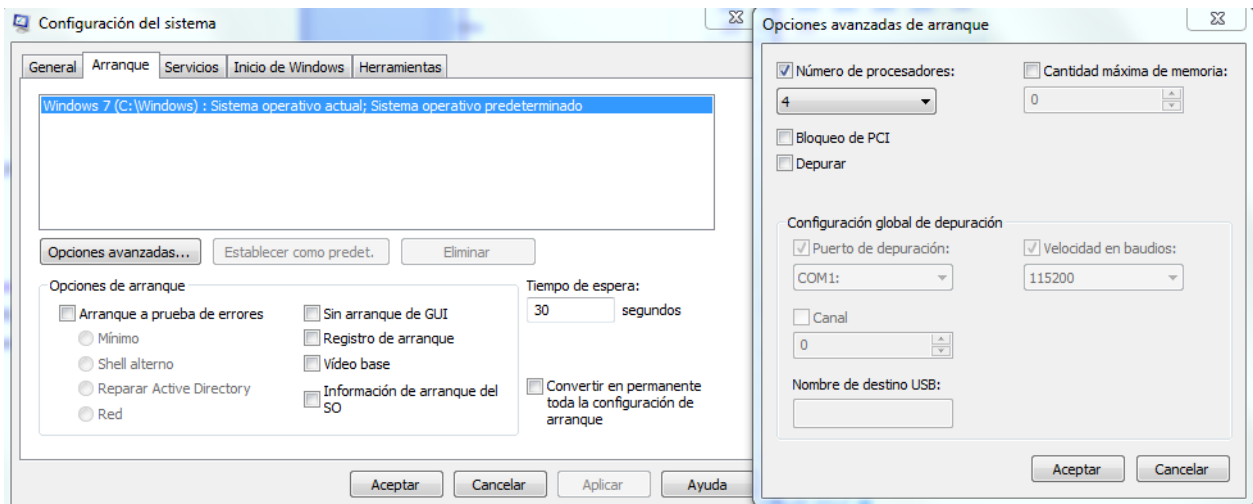 Configuración del sistema
General
Arranque
Servicios
Inicio de Windows
Herramientas
Windows 7 (C:\Windows) : Sistema operativo actual; Sistema operativo predeterminado
Opciones avanzadas...
Establecer como predet.
Eliminar
Opciones de arranque
Arranque a prueba de errores
Mínimo
Shell alterno
Reparar Active Directory
Red
Sin arranque de GUI
Registro de arranque
Vídeo base
Información de arranque del
SO
Tiempo de espera:
30 segundos
Convertir en permanente
toda la configuración de
arranque
Aceptar
Cancelar
Aplicar
Ayuda
Opciones avanzadas de arranque
Número de procesadores:
4
Cantidad máxima de memoria:
0
Bloqueo de PCI
Depurar
Configuración global de depuración
Puerto de depuración:
COM1:
Velocidad en baudios:
115200
Canal
0
Nombre de destino USB:
Aceptar
Cancelar